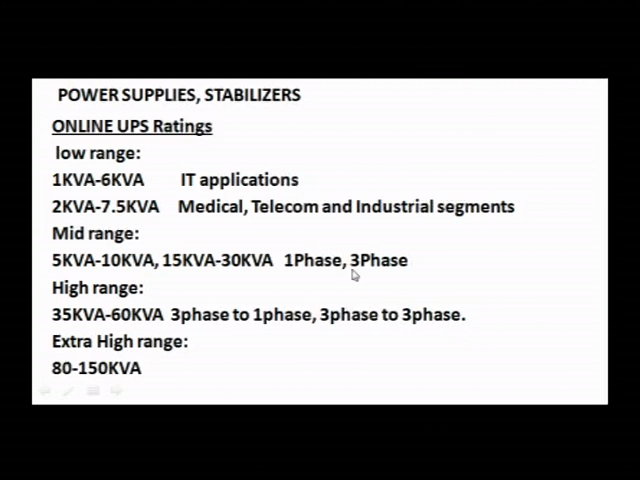 POWER SUPPLIES, STABILIZERS
ONLINE UPS Ratings
low range:
1KVA-6KVA IT applications
2KVA-7.5KVA Medical, Telecom and Industrial segments
Mid range:
5KVA-10KVA, 15KVA-30KVA 1Phase, 3Phase
High range:
35KVA-60KVA 3phase to 1phase, 3phase to 3phase.
Extra High range:
80-150KVA